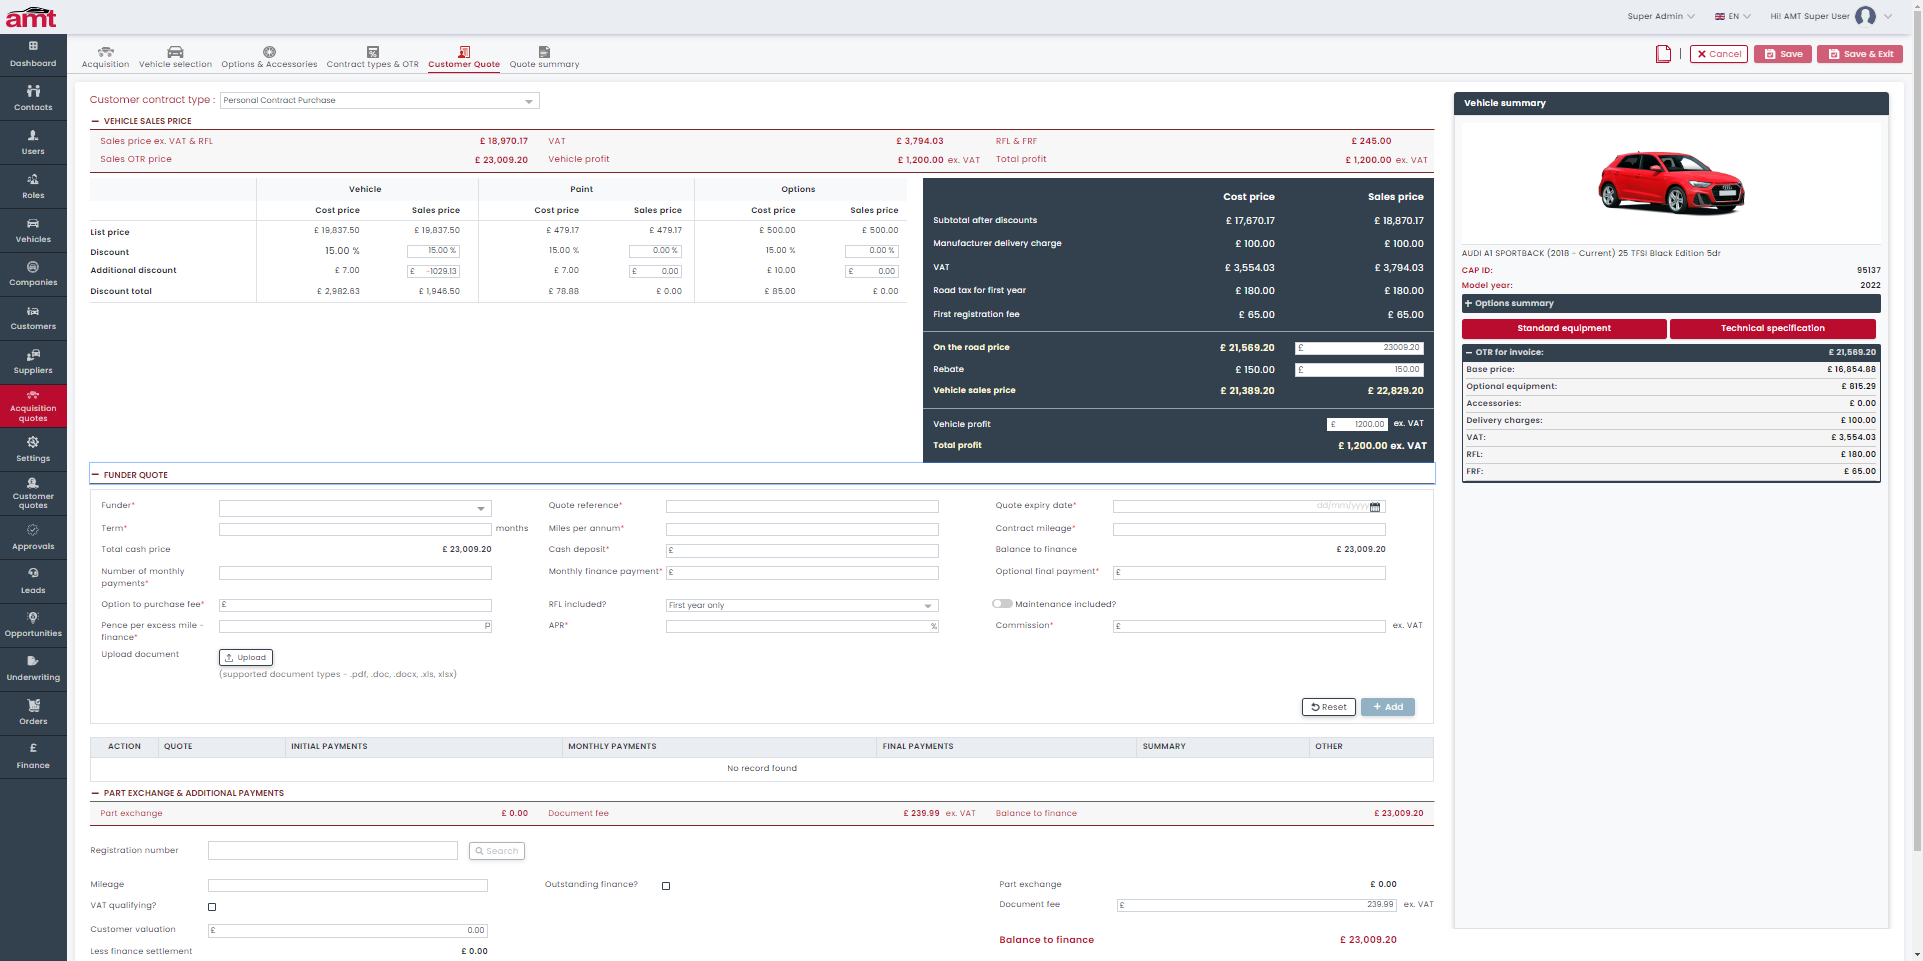 amt
Super Admin
EN
Hi! AMT Super User
Dashboard
Contacts
Users
Roles
Vehicles
Companies
Customers
Suppliers
Acquisition
quotes
Settings
Customer
quotes
Approvals
Leads
Opportunities
Underwriting
Orders
Finance
Acquisition
Vehicle selection
Options & Accessories
Contract types & OTR
Customer Quote
Quote summary
Cancel
Save
Save & Exit
Customer contract type : Personal Contract Purchase
VEHICLE SALES PRICE
Sales price ex. VAT & RFL £ 18,970.17 VAT £ 3,794.03 RFL & FRF £ 245.00
Sales OTR price £ 23,009.20 Vehicle profit £ 1,200.00 ex. VAT Total profit £ 1,200.00 ex. VAT
Vehicle Paint Options
Cost price Sales price Cost price Sales price Cost price Sales price
List price £ 19,837.50 £ 19,837.50 £ 479.17 £ 479.17 £ 500.00 £ 500.00
Discount 15.00 % 15.00 % 15.00 % 0.00 % 15.00 % 0.00 %
Additional discount £ 7.00 £ -1029.13 £ 7.00 £ 0.00 £ 10.00 £ 0.00
Discount total £ 2,982.63 £ 1,946.50 £ 78.88 £ 0.00 £ 85.00 £ 0.00
Cost price Sales price
Subtotal after discounts £ 17,670.17 £ 18,870.17
Manufacturer delivery charge £ 100.00 £ 100.00
VAT £ 3,554.03 £ 3,794.03
Road tax for first year £ 180.00 £ 180.00
First registration fee £ 65.00 £ 65.00
On the road price £ 21,569.20 £ 23009.20
Rebate £ 150.00 £ 150.00
Vehicle sales price £ 21,389.20 £ 22,829.20
Vehicle profit £ 1200.00 ex. VAT
Total profit £ 1,200.00 ex. VAT
FUNDER QUOTE
Funder* Quote reference* Quote expiry date* dd/mm/yyyy
Term* months Miles per annum* Contract mileage*
Total cash price £ 23,009.20 Cash deposit* £ Balance to finance £ 23,009.20
Number of monthly
payments*
Monthly finance payment* £ Optional final payment* £
Option to purchase fee* £ RFL included? First year only Maintenance included?
Pence per excess mile -
finance*
P APR* % Commission* £ ex. VAT
Upload document Upload
(supported document types - .pdf, .doc, .docx, .xls, xlsx)
Reset + Add
ACTION QUOTE INITIAL PAYMENTS MONTHLY PAYMENTS FINAL PAYMENTS SUMMARY OTHER
No record found
PART EXCHANGE & ADDITIONAL PAYMENTS
Part exchange £ 0.00 Document fee £ 239.99 ex. VAT Balance to finance £ 23,009.20
Registration number Search
Mileage Outstanding finance? Part exchange £ 0.00
VAT qualifying? Document fee £ 239.99 ex. VAT
Customer valuation £ 0.00
Balance to finance £ 23,009.20
Less finance settlement £ 0.00
Vehicle summary
AUDI A1 SPORTBACK (2018 - Current) 25 TFSI Black Edition 5dr
CAP ID: 95137
Model year: 2022
+ Options summary
Standard equipment Technical specification
OTR for invoice: £ 21,569.20
Base price: £ 16,854.88
Optional equipment: £ 815.29
Accessories: £ 0.00
Delivery charges: £ 100.00
VAT: £ 3,554.03
RFL: £ 180.00
FRF: £ 65.00